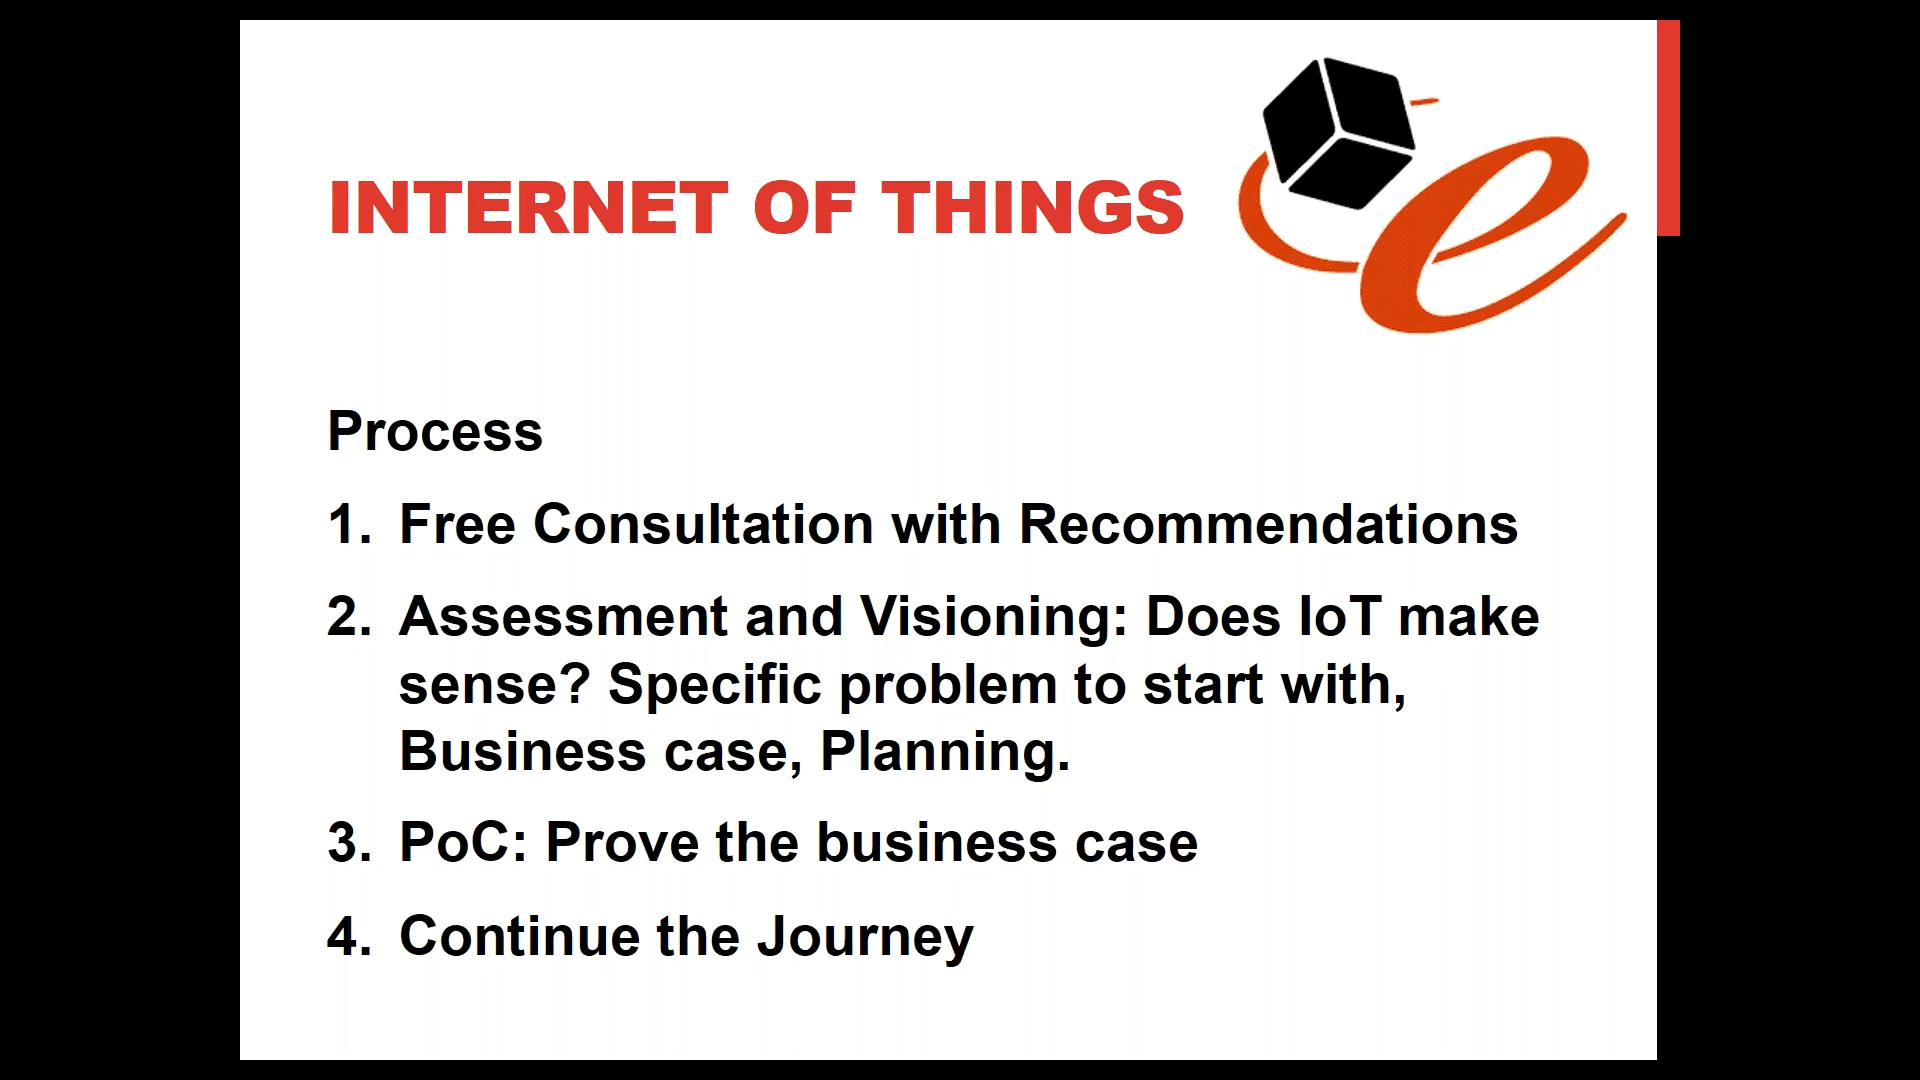 INTERNET OF THINGS
e
Process
1. Free Consultation with Recommendations
2. Assessment and Visioning: Does IoT make
sense? Specific problem to start with,
Business case, Planning.
3. PoC: Prove the business case
4. Continue the Journey